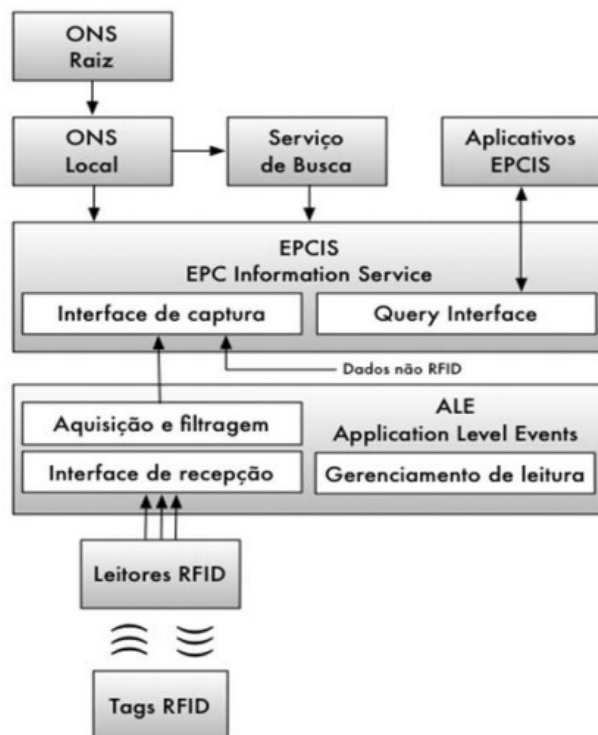 ONS
Raiz
ONS
Local
Serviço
de Busca
Aplicativos
EPCIS
EPCIS
EPC Information Service
Interface de captura
Query Interface
Dados não RFID
ALE
Application Level Events
Aquisição e filtragem
Interface de recepção
Gerenciamento de leitura
Leitores RFID
Tags RFID